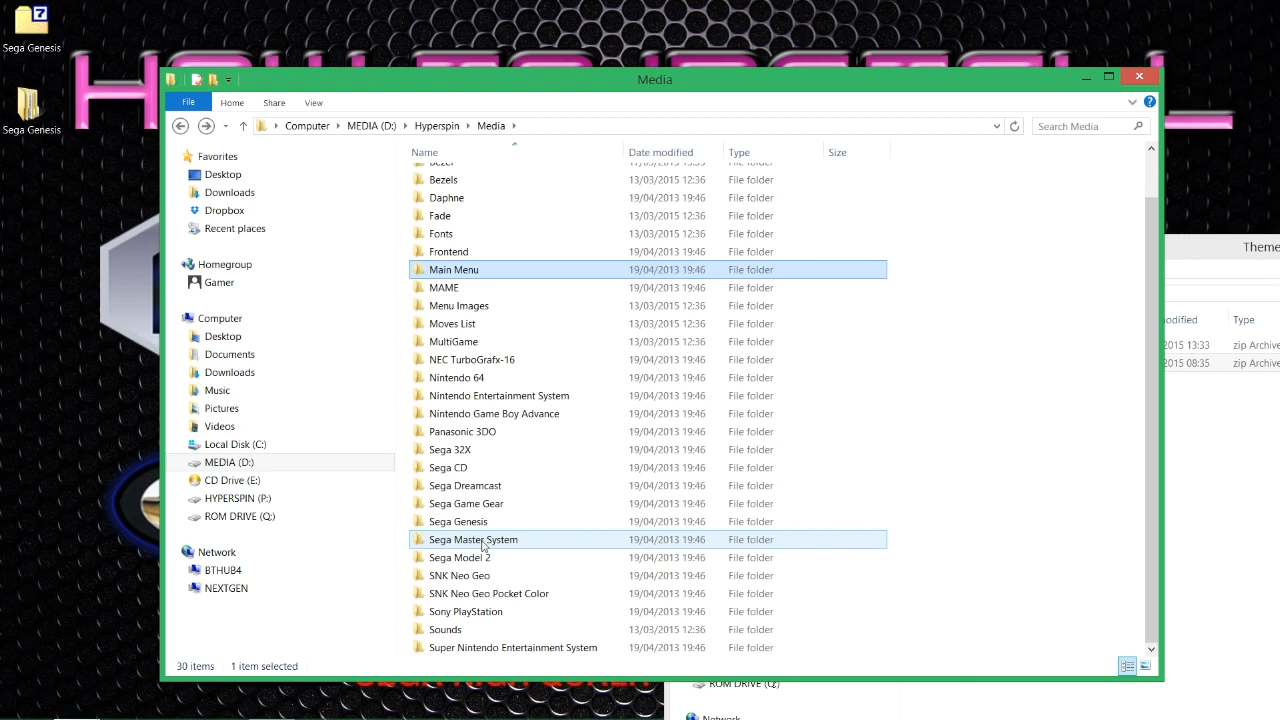 Sega Genesis
Sega Genesis
Media
File Home Share View
Computer MEDIA (D:) Hyperspin Media
Search Media
Name Date modified Type Size
Favorites
Desktop
Downloads
Dropbox
Recent places
Homegroup
Gamer
Computer
Desktop
Documents
Downloads
Music
Pictures
Videos
Local Disk (C:)
MEDIA (D:)
CD Drive (E:)
HYPERSPIN (P:)
ROM DRIVE (Q:)
Network
BTHUB4
NEXTGEN
Bezels 13/03/2015 12:36 File folder
Daphne 19/04/2013 19:46 File folder
Fade 13/03/2015 12:36 File folder
Fonts 13/03/2015 12:36 File folder
Frontend 19/04/2013 19:46 File folder
Main Menu 19/04/2013 19:46 File folder
MAME 19/04/2013 19:46 File folder
Menu Images 13/03/2015 12:36 File folder
Moves List 13/03/2015 12:36 File folder
MultiGame 13/03/2015 12:36 File folder
NEC TurboGrafx-16 19/04/2013 19:46 File folder
Nintendo 64 19/04/2013 19:46 File folder
Nintendo Entertainment System 19/04/2013 19:46 File folder
Nintendo Game Boy Advance 19/04/2013 19:46 File folder
Panasonic 3DO 19/04/2013 19:46 File folder
Sega 32X 19/04/2013 19:46 File folder
Sega CD 19/04/2013 19:46 File folder
Sega Dreamcast 19/04/2013 19:46 File folder
Sega Game Gear 19/04/2013 19:46 File folder
Sega Genesis 19/04/2013 19:46 File folder
Sega Master System 19/04/2013 19:46 File folder
Sega Model 2 19/04/2013 19:46 File folder
SNK Neo Geo 19/04/2013 19:46 File folder
SNK Neo Geo Pocket Color 19/04/2013 19:46 File folder
Sony PlayStation 19/04/2013 19:46 File folder
Sounds 13/03/2015 12:36 File folder
Super Nintendo Entertainment System 19/04/2013 19:46 File folder
30 items 1 item selected
Theme
odified Type
2015 13:33 zip Archive
2015 08:35 zip Archive
ROM DRIVE (Q:)
Network